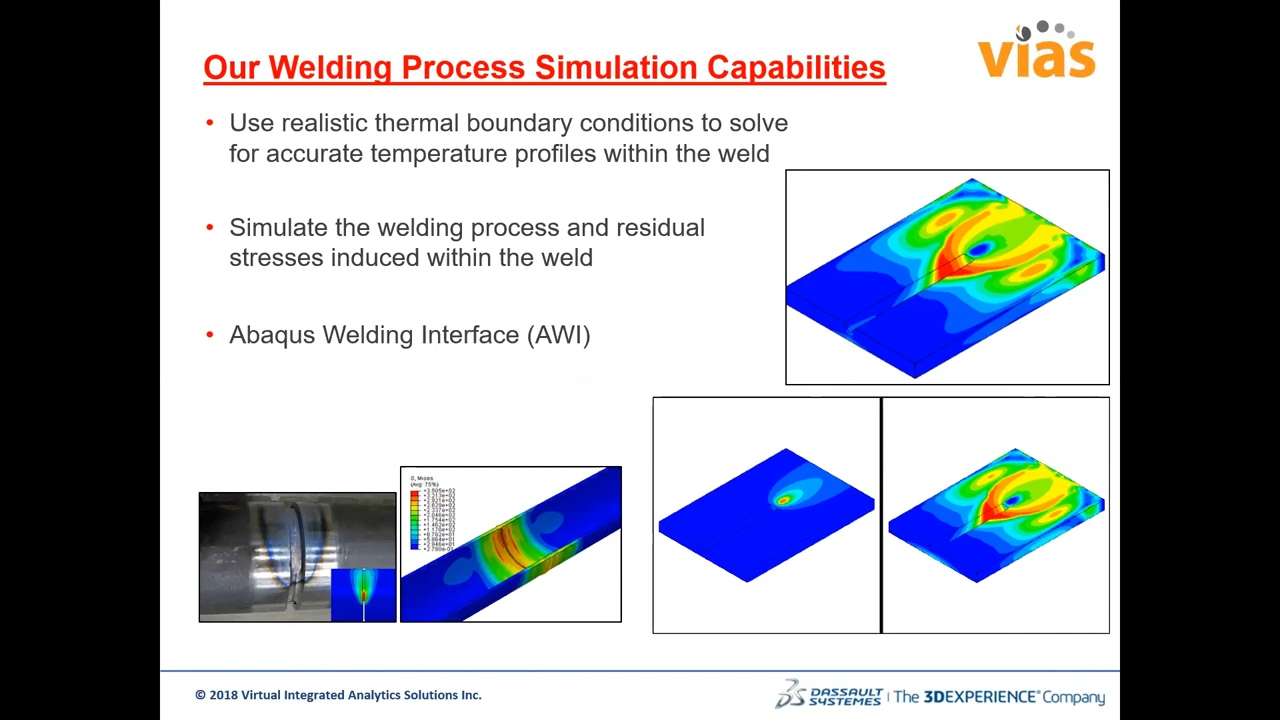 Our Welding Process Simulation Capabilities
vias
• Use realistic thermal boundary conditions to solve
for accurate temperature profiles within the weld
• Simulate the welding process and residual
stresses induced within the weld
• Abaqus Welding Interface (AWI)
S, Mises
(Avg: 75%)
© 2018 Virtual Integrated Analytics Solutions Inc.
DASSAULT SYSTEMES | The 3DEXPERIENCE® Company